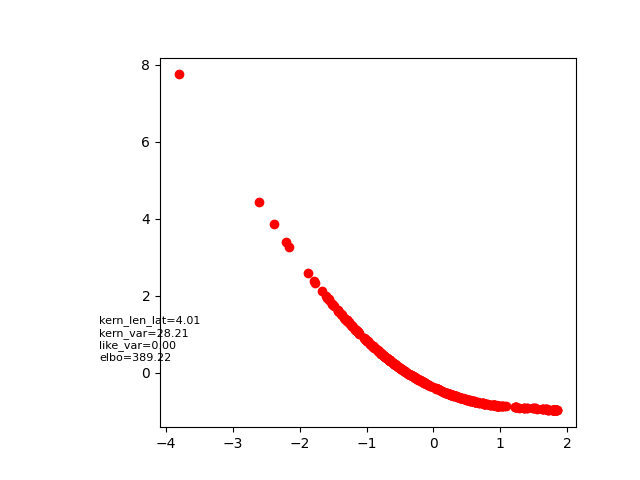 8
6
4
2
0
kern_len_lat=4.01
kern_var=28.21
like_var=0.00
elbo=389.22
−4 −3 −2 −1 0 1 2